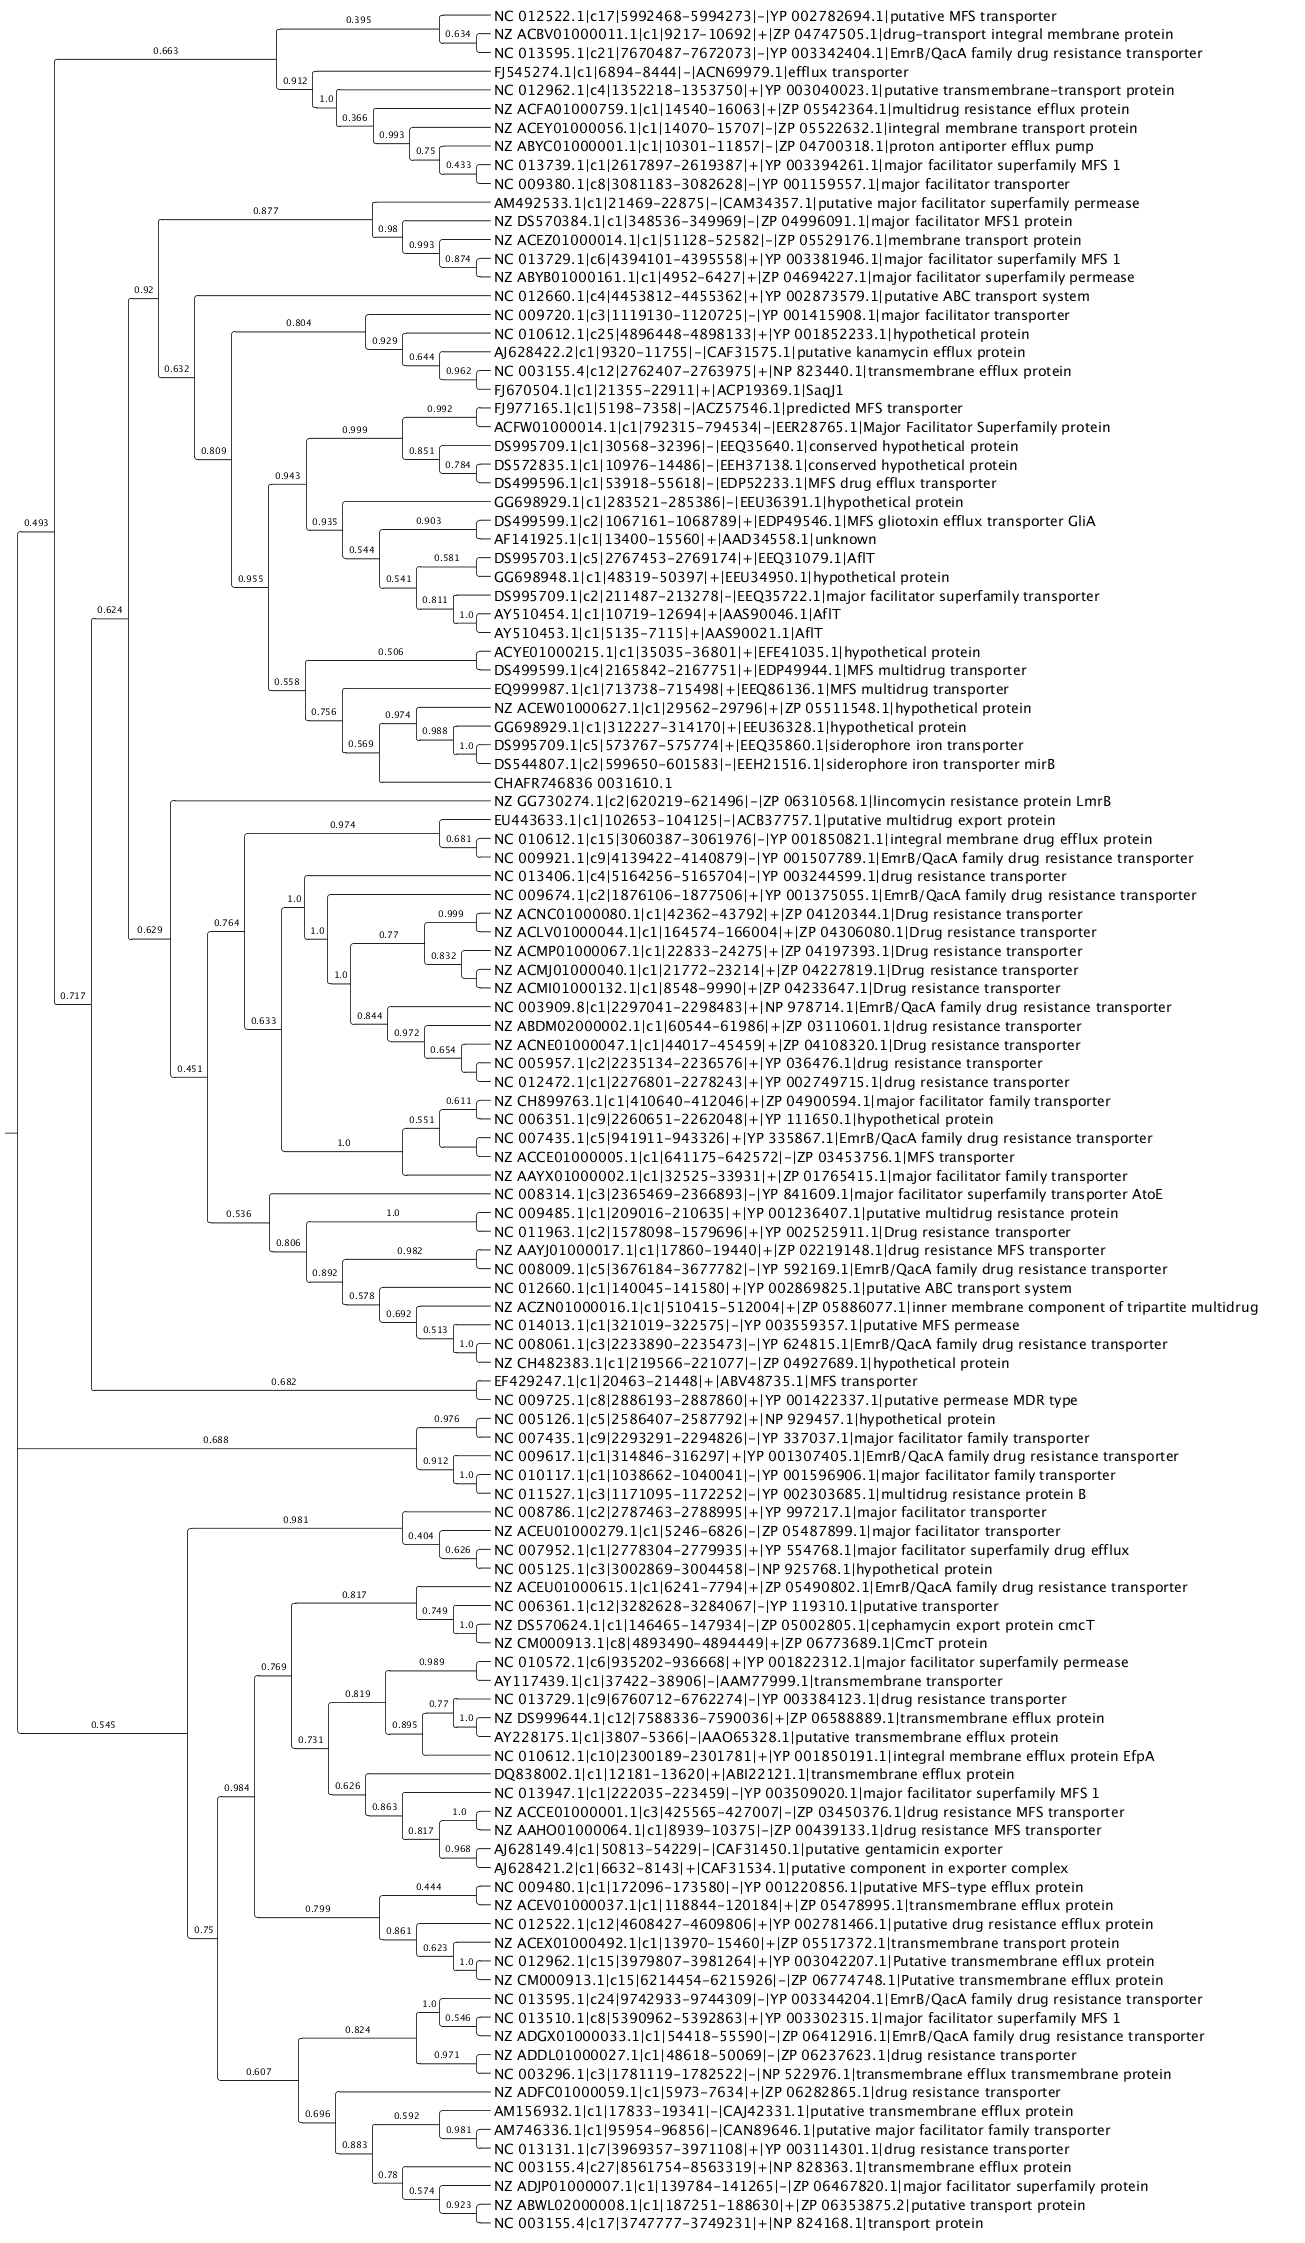 NC 012522.1|c17|5992468-5994273|-|YP 002782694.1|putative MFS transporter
0.395
0.634
NZ ACBV01000011.1|c1|9217-10692|+|ZP 04747505.1|drug-transport integral membrane protein
0.663
NC 013595.1|c21|7670487-7672073|-|YP 003342404.1|EmrB/QacA family drug resistance transporter
FJ545274.1|c1|6894-8444|-|ACN69979.1|efflux transporter
0.912
NC 012962.1|c4|1352218-1353750|+|YP 003040023.1|putative transmembrane-transport protein
1.0
NZ ACFA01000759.1|c1|14540-16063|+|ZP 05542364.1|multidrug resistance efflux protein
0.366
NZ ACEY01000056.1|c1|14070-15707|-|ZP 05522632.1|integral membrane transport protein
0.993
NZ ABYC01000001.1|c1|10301-11857|-|ZP 04700318.1|proton antiporter efflux pump
0.75
NC 013739.1|c1|2617897-2619387|+|YP 003394261.1|major facilitator superfamily MFS 1
0.433
NC 009380.1|c8|3081183-3082628|-|YP 001159557.1|major facilitator transporter
AM492533.1|c1|21469-22875|-|CAM34357.1|putative major facilitator superfamily permease
0.877
NZ DS570384.1|c1|348536-349969|-|ZP 04996091.1|major facilitator MFS1 protein
0.98
NZ ACEZ01000014.1|c1|51128-52582|-|ZP 05529176.1|membrane transport protein
0.993
NC 013729.1|c6|4394101-4395558|+|YP 003381946.1|major facilitator superfamily MFS 1
0.874
NZ ABYB01000161.1|c1|4952-6427|+|ZP 04694227.1|major facilitator superfamily permease
0.92
NC 012660.1|c4|4453812-4455362|+|YP 002873579.1|putative ABC transport system
NC 009720.1|c3|1119130-1120725|-|YP 001415908.1|major facilitator transporter
0.804
NC 010612.1|c25|4896448-4898133|+|YP 001852233.1|hypothetical protein
0.929
AJ628422.2|c1|9320-11755|-|CAF31575.1|putative kanamycin efflux protein
0.644
0.632
NC 003155.4|c12|2762407-2763975|+|NP 823440.1|transmembrane efflux protein
0.962
FJ670504.1|c1|21355-22911|+|ACP19369.1|SaqJ1
FJ977165.1|c1|5198-7358|-|ACZ57546.1|predicted MFS transporter
0.992
ACFW01000014.1|c1|792315-794534|-|EER28765.1|Major Facilitator Superfamily protein
0.999
DS995709.1|c1|30568-32396|-|EEQ35640.1|conserved hypothetical protein
0.809
0.851
DS572835.1|c1|10976-14486|-|EEH37138.1|conserved hypothetical protein
0.784
0.943
DS499596.1|c1|53918-55618|-|EDP52233.1|MFS drug efflux transporter
GG698929.1|c1|283521-285386|-|EEU36391.1|hypothetical protein
0.493
0.935
0.903
DS499599.1|c2|1067161-1068789|+|EDP49546.1|MFS gliotoxin efflux transporter GliA
AF141925.1|c1|13400-15560|+|AAD34558.1|unknown
0.544
0.581
DS995703.1|c5|2767453-2769174|+|EEQ31079.1|AflT
GG698948.1|c1|48319-50397|+|EEU34950.1|hypothetical protein
0.955
0.541
DS995709.1|c2|211487-213278|-|EEQ35722.1|major facilitator superfamily transporter
0.811
AY510454.1|c1|10719-12694|+|AAS90046.1|AflT
0.624
1.0
AY510453.1|c1|5135-7115|+|AAS90021.1|AflT
ACYE01000215.1|c1|35035-36801|+|EFE41035.1|hypothetical protein
0.506
DS499599.1|c4|2165842-2167751|+|EDP49944.1|MFS multidrug transporter
0.558
EQ999987.1|c1|713738-715498|+|EEQ86136.1|MFS multidrug transporter
NZ ACEW01000627.1|c1|29562-29796|+|ZP 05511548.1|hypothetical protein
0.756
0.974
GG698929.1|c1|312227-314170|+|EEU36328.1|hypothetical protein
0.988
DS995709.1|c5|573767-575774|+|EEQ35860.1|siderophore iron transporter
0.569
1.0
DS544807.1|c2|599650-601583|-|EEH21516.1|siderophore iron transporter mirB
CHAFR746836 0031610.1
NZ GG730274.1|c2|620219-621496|-|ZP 06310568.1|lincomycin resistance protein LmrB
EU443633.1|c1|102653-104125|-|ACB37757.1|putative multidrug export protein
0.974
NC 010612.1|c15|3060387-3061976|-|YP 001850821.1|integral membrane drug efflux protein
0.681
NC 009921.1|c9|4139422-4140879|-|YP 001507789.1|EmrB/QacA family drug resistance transporter
NC 013406.1|c4|5164256-5165704|-|YP 003244599.1|drug resistance transporter
1.0
NC 009674.1|c2|1876106-1877506|+|YP 001375055.1|EmrB/QacA family drug resistance transporter
NZ ACNC01000080.1|c1|42362-43792|+|ZP 04120344.1|Drug resistance transporter
0.999
0.764
0.629
1.0
NZ ACLV01000044.1|c1|164574-166004|+|ZP 04306080.1|Drug resistance transporter
0.77
NZ ACMP01000067.1|c1|22833-24275|+|ZP 04197393.1|Drug resistance transporter
0.832
NZ ACMJ01000040.1|c1|21772-23214|+|ZP 04227819.1|Drug resistance transporter
1.0
NZ ACMI01000132.1|c1|8548-9990|+|ZP 04233647.1|Drug resistance transporter
0.717
NC 003909.8|c1|2297041-2298483|+|NP 978714.1|EmrB/QacA family drug resistance transporter
0.844
0.633
NZ ABDM02000002.1|c1|60544-61986|+|ZP 03110601.1|drug resistance transporter
0.972
NZ ACNE01000047.1|c1|44017-45459|+|ZP 04108320.1|Drug resistance transporter
0.654
NC 005957.1|c2|2235134-2236576|+|YP 036476.1|drug resistance transporter
0.451
NC 012472.1|c1|2276801-2278243|+|YP 002749715.1|drug resistance transporter
NZ CH899763.1|c1|410640-412046|+|ZP 04900594.1|major facilitator family transporter
0.611
NC 006351.1|c9|2260651-2262048|+|YP 111650.1|hypothetical protein
0.551
NC 007435.1|c5|941911-943326|+|YP 335867.1|EmrB/QacA family drug resistance transporter
1.0
NZ ACCE01000005.1|c1|641175-642572|-|ZP 03453756.1|MFS transporter
NZ AAYX01000002.1|c1|32525-33931|+|ZP 01765415.1|major facilitator family transporter
NC 008314.1|c3|2365469-2366893|-|YP 841609.1|major facilitator superfamily transporter AtoE
0.536
1.0
NC 009485.1|c1|209016-210635|+|YP 001236407.1|putative multidrug resistance protein
NC 011963.1|c2|1578098-1579696|+|YP 002525911.1|Drug resistance transporter
0.806
NZ AAYJ01000017.1|c1|17860-19440|+|ZP 02219148.1|drug resistance MFS transporter
0.982
NC 008009.1|c5|3676184-3677782|-|YP 592169.1|EmrB/QacA family drug resistance transporter
0.892
NC 012660.1|c1|140045-141580|+|YP 002869825.1|putative ABC transport system
0.578
NZ ACZN01000016.1|c1|510415-512004|+|ZP 05886077.1|inner membrane component of tripartite multidrug
0.692
NC 014013.1|c1|321019-322575|-|YP 003559357.1|putative MFS permease
0.513
NC 008061.1|c3|2233890-2235473|-|YP 624815.1|EmrB/QacA family drug resistance transporter
1.0
NZ CH482383.1|c1|219566-221077|-|ZP 04927689.1|hypothetical protein
EF429247.1|c1|20463-21448|+|ABV48735.1|MFS transporter
0.682
NC 009725.1|c8|2886193-2887860|+|YP 001422337.1|putative permease MDR type
NC 005126.1|c5|2586407-2587792|+|NP 929457.1|hypothetical protein
0.976
NC 007435.1|c9|2293291-2294826|-|YP 337037.1|major facilitator family transporter
0.688
NC 009617.1|c1|314846-316297|+|YP 001307405.1|EmrB/QacA family drug resistance transporter
0.912
NC 010117.1|c1|1038662-1040041|-|YP 001596906.1|major facilitator family transporter
1.0
NC 011527.1|c3|1171095-1172252|-|YP 002303685.1|multidrug resistance protein B
NC 008786.1|c2|2787463-2788995|+|YP 997217.1|major facilitator transporter
0.981
NZ ACEU01000279.1|c1|5246-6826|-|ZP 05487899.1|major facilitator transporter
0.404
NC 007952.1|c1|2778304-2779935|+|YP 554768.1|major facilitator superfamily drug efflux
0.626
NC 005125.1|c3|3002869-3004458|-|NP 925768.1|hypothetical protein
NZ ACEU01000615.1|c1|6241-7794|+|ZP 05490802.1|EmrB/QacA family drug resistance transporter
0.817
NC 006361.1|c12|3282628-3284067|-|YP 119310.1|putative transporter
0.749
NZ DS570624.1|c1|146465-147934|-|ZP 05002805.1|cephamycin export protein cmcT
1.0
NZ CM000913.1|c8|4893490-4894449|+|ZP 06773689.1|CmcT protein
NC 010572.1|c6|935202-936668|+|YP 001822312.1|major facilitator superfamily permease
0.989
0.769
AY117439.1|c1|37422-38906|-|AAM77999.1|transmembrane transporter
0.819
NC 013729.1|c9|6760712-6762274|-|YP 003384123.1|drug resistance transporter
0.77
NZ DS999644.1|c12|7588336-7590036|+|ZP 06588889.1|transmembrane efflux protein
0.545
0.895
1.0
AY228175.1|c1|3807-5366|-|AAO65328.1|putative transmembrane efflux protein
0.731
NC 010612.1|c10|2300189-2301781|+|YP 001850191.1|integral membrane efflux protein EfpA
DQ838002.1|c1|12181-13620|+|ABI22121.1|transmembrane efflux protein
0.984
0.626
NC 013947.1|c1|222035-223459|-|YP 003509020.1|major facilitator superfamily MFS 1
0.863
1.0
NZ ACCE01000001.1|c3|425565-427007|-|ZP 03450376.1|drug resistance MFS transporter
NZ AAHO01000064.1|c1|8939-10375|-|ZP 00439133.1|drug resistance MFS transporter
0.817
AJ628149.4|c1|50813-54229|-|CAF31450.1|putative gentamicin exporter
0.968
AJ628421.2|c1|6632-8143|+|CAF31534.1|putative component in exporter complex
NC 009480.1|c1|172096-173580|-|YP 001220856.1|putative MFS-type efflux protein
0.444
NZ ACEV01000037.1|c1|118844-120184|+|ZP 05478995.1|transmembrane efflux protein
0.799
NC 012522.1|c12|4608427-4609806|+|YP 002781466.1|putative drug resistance efflux protein
0.75
0.861
NZ ACEX01000492.1|c1|13970-15460|+|ZP 05517372.1|transmembrane transport protein
0.623
NC 012962.1|c15|3979807-3981264|+|YP 003042207.1|Putative transmembrane efflux protein
1.0
NZ CM000913.1|c15|6214454-6215926|-|ZP 06774748.1|Putative transmembrane efflux protein
NC 013595.1|c24|9742933-9744309|-|YP 003344204.1|EmrB/QacA family drug resistance transporter
1.0
NC 013510.1|c8|5390962-5392863|+|YP 003302315.1|major facilitator superfamily MFS 1
0.546
0.824
NZ ADGX01000033.1|c1|54418-55590|-|ZP 06412916.1|EmrB/QacA family drug resistance transporter
NZ ADDL01000027.1|c1|48618-50069|-|ZP 06237623.1|drug resistance transporter
0.971
0.607
NC 003296.1|c3|1781119-1782522|-|NP 522976.1|transmembrane efflux transmembrane protein
NZ ADFC01000059.1|c1|5973-7634|+|ZP 06282865.1|drug resistance transporter
0.696
0.592
AM156932.1|c1|17833-19341|-|CAJ42331.1|putative transmembrane efflux protein
AM746336.1|c1|95954-96856|-|CAN89646.1|putative major facilitator family transporter
0.981
0.883
NC 013131.1|c7|3969357-3971108|+|YP 003114301.1|drug resistance transporter
NC 003155.4|c27|8561754-8563319|+|NP 828363.1|transmembrane efflux protein
0.78
NZ ADJP01000007.1|c1|139784-141265|-|ZP 06467820.1|major facilitator superfamily protein
0.574
NZ ABWL02000008.1|c1|187251-188630|+|ZP 06353875.2|putative transport protein
0.923
NC 003155.4|c17|3747777-3749231|+|NP 824168.1|transport protein